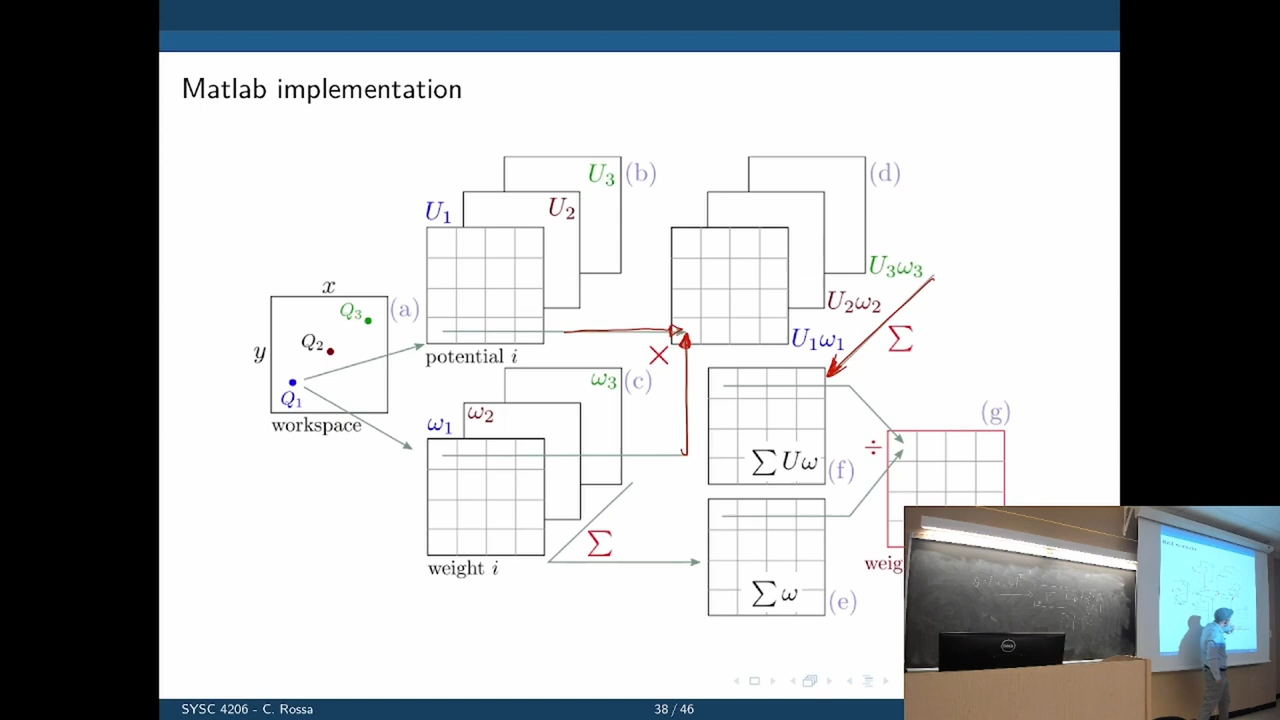 Matlab implementation
U₃ (b)
(d)
U₁
U₂
U₃ω₃
x
Q₃ (a)
U₂ω₂
y
Q₂
U₁ω₁
Σ
potential i
×
Q₁
ω₃ (c)
workspace
ω₁
ω₂
(g)
÷
∑ Uω (f)
Σ
weight i
weig
∑ ω (e)
SYSC 4206 - C. Rossa
38 / 46